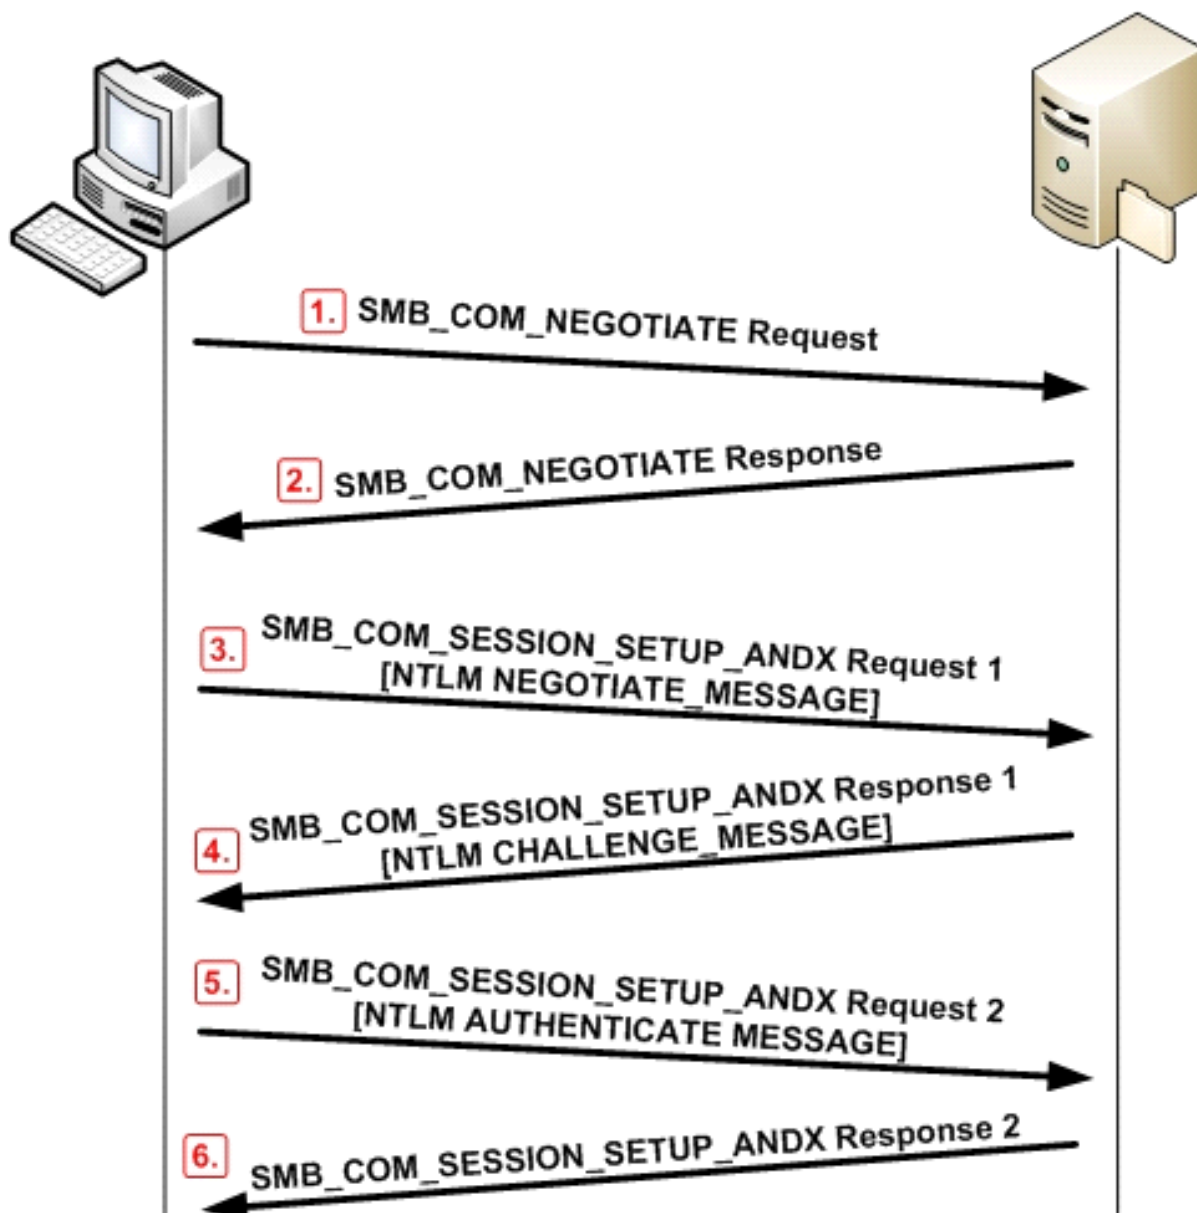 1. SMB_COM_NEGOTIATE Request
2. SMB_COM_NEGOTIATE Response
3. SMB_COM_SESSION_SETUP_ANDX Request 1
[NTLM NEGOTIATE_MESSAGE]
4. SMB_COM_SESSION_SETUP_ANDX Response 1
[NTLM CHALLENGE_MESSAGE]
5. SMB_COM_SESSION_SETUP_ANDX Request 2
[NTLM AUTHENTICATE MESSAGE]
6. SMB_COM_SESSION_SETUP_ANDX Response 2